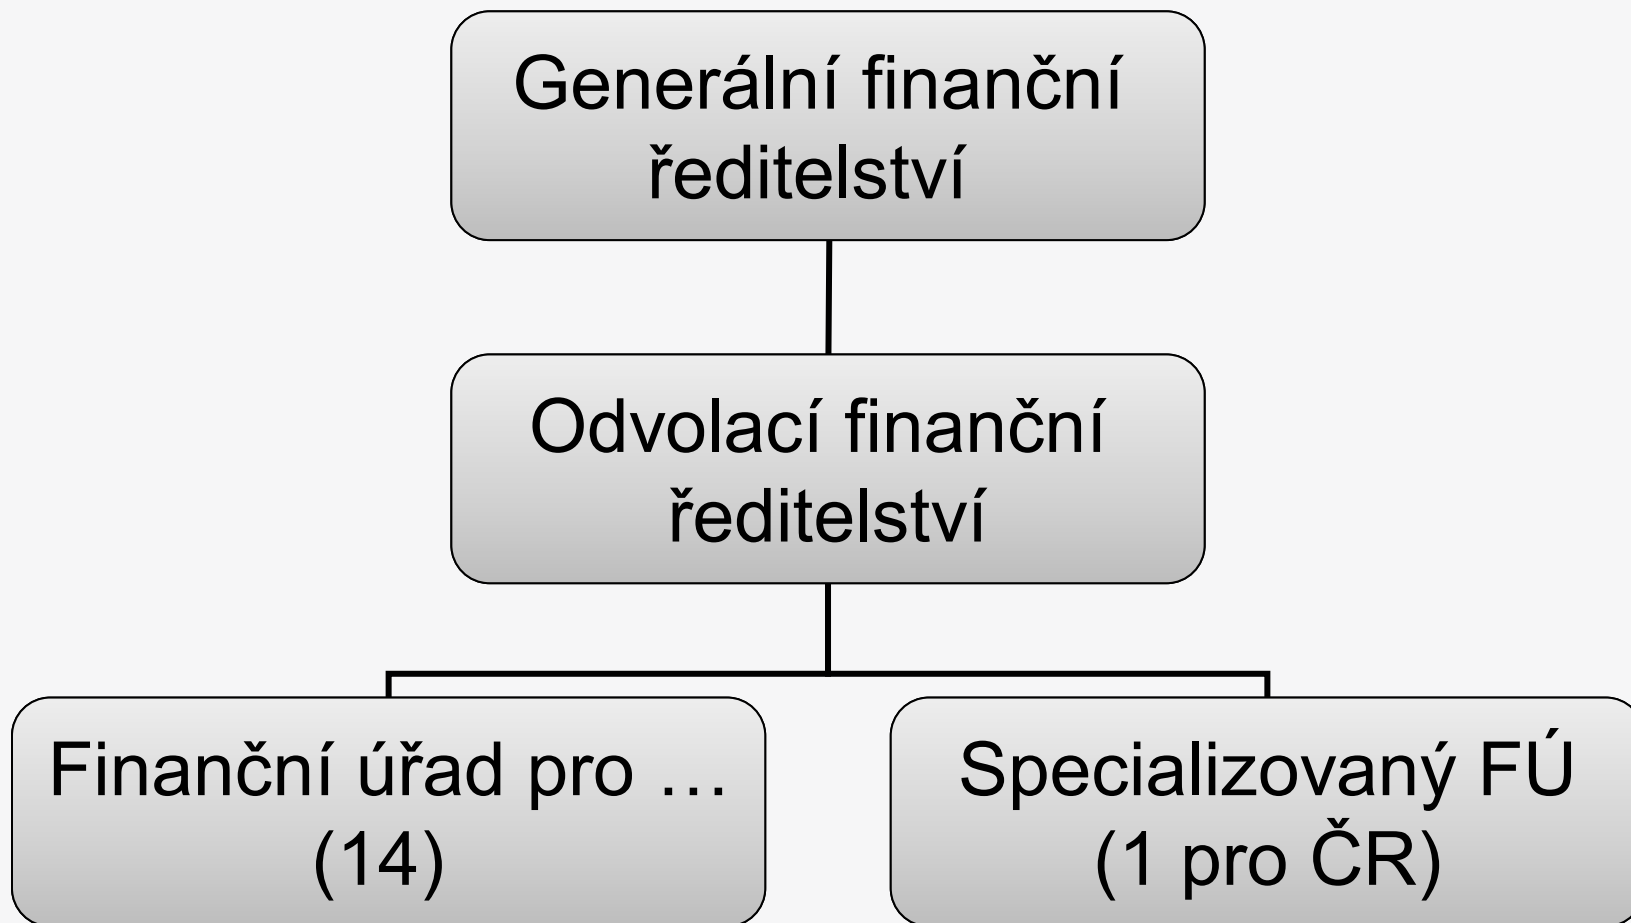 Generální finanční
ředitelství
Odvolací finanční
ředitelství
Finanční úřad pro …
(14)
Specializovaný FÚ
(1 pro ČR)